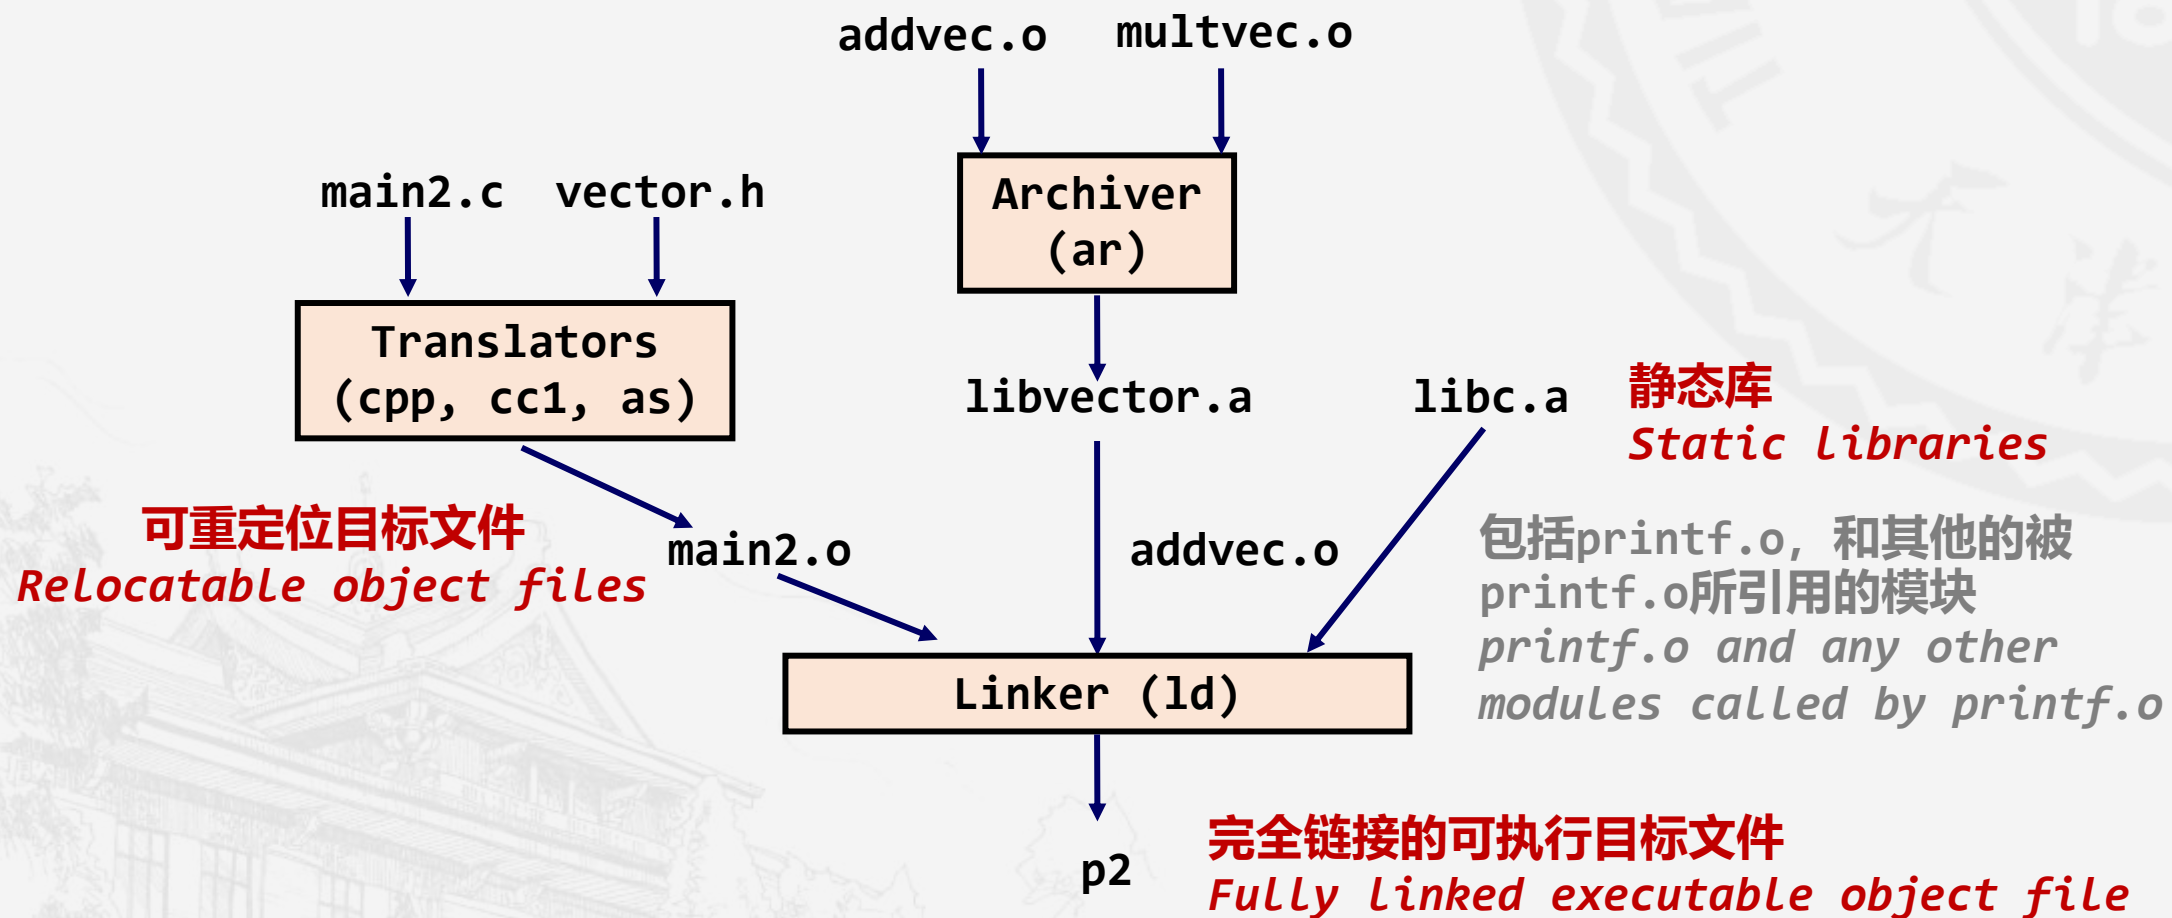 addvec.o multvec.o
main2.c vector.h
Archiver
(ar)
Translators
(cpp, cc1, as)
libvector.a libc.a
静态库
Static libraries
可重定位目标文件
Relocatable object files
main2.o addvec.o
包括printf.o, 和其他的被
printf.o所引用的模块
printf.o and any other
modules called by printf.o
Linker (ld)
p2
完全链接的可执行目标文件
Fully linked executable object file